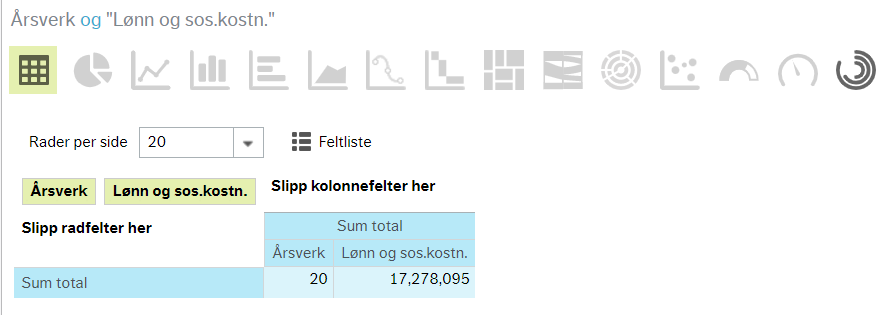 Årsverk og "Lønn og sos.kostn."
Rader per side 20 Feltliste
Årsverk Lønn og sos.kostn. Slipp kolonnefelter her
Slipp radfelter her Sum total
Årsverk Lønn og sos.kostn.
Sum total 20 17,278,095